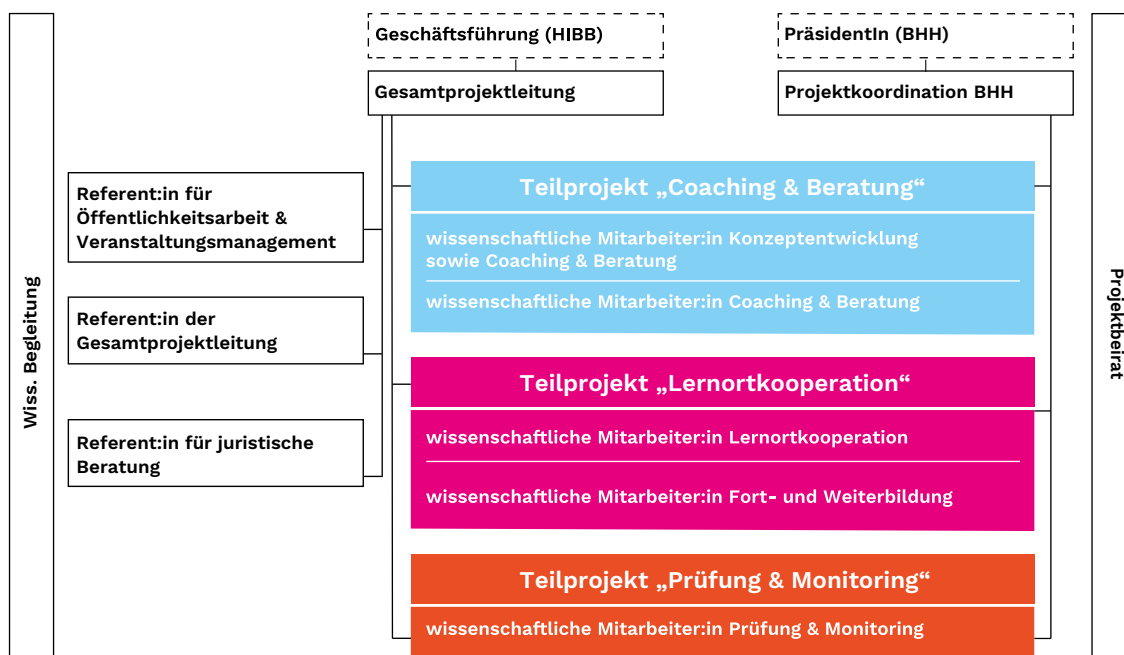 Geschäftsführung (HIBB)
PräsidentIn (BHH)
Gesamtprojektleitung
Projektkoordination BHH
Wiss. Begleitung
Referent:in für
Öffentlichkeitsarbeit &
Veranstaltungsmanagement
Referent:in der
Gesamtprojektleitung
Referent:in für juristische
Beratung
Teilprojekt „Coaching & Beratung“
wissenschaftliche Mitarbeiter:in Konzeptentwicklung
sowie Coaching & Beratung
wissenschaftliche Mitarbeiter:in Coaching & Beratung
Teilprojekt „Lernortkooperation“
wissenschaftliche Mitarbeiter:in Lernortkooperation
wissenschaftliche Mitarbeiter:in Fort- und Weiterbildung
Teilprojekt „Prüfung & Monitoring“
wissenschaftliche Mitarbeiter:in Prüfung & Monitoring
Projektbeirat